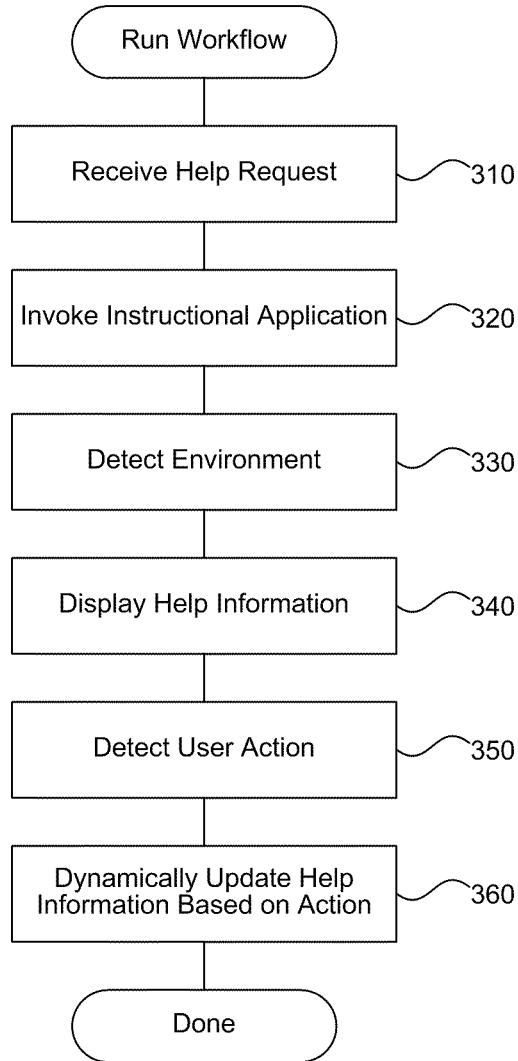 Run Workflow
Receive Help Request
310
Invoke Instructional Application
320
Detect Environment
330
Display Help Information
340
Detect User Action
350
Dynamically Update Help
Information Based on Action
360
Done